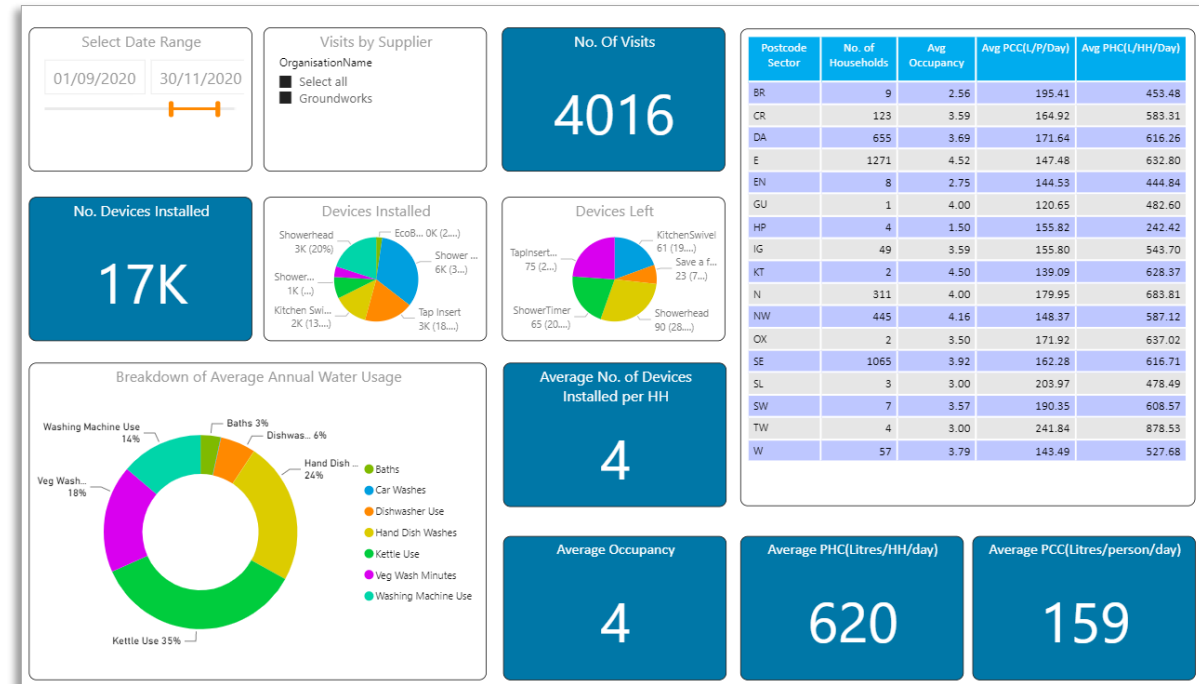 Select Date Range
01/09/2020 30/11/2020
Visits by Supplier
OrganisationName
Select all
Groundworks
No. Of Visits
4016
No. Devices Installed
17K
Devices Installed
Showerhead
3K (20%)
EcoB... 0K (2....)
Shower ...
6K (3...)
Shower...
1K (...)
Kitchen Swi...
2K (13....)
Tap Insert
3K (18....)
Devices Left
KitchenSwivel
61 (19....)
TapInsert...
75 (2...)
Save a f...
23 (7...)
ShowerTimer
65 (20....)
Showerhead
90 (28....)
Postcode Sector No. of Households Avg Occupancy Avg PCC(L/P/Day) Avg PHC(L/HH/Day)
BR 9 2.56 195.41 453.48
CR 123 3.59 164.92 583.31
DA 655 3.69 171.64 616.26
E 1271 4.52 147.48 632.80
EN 8 2.75 144.53 444.84
GU 1 4.00 120.65 482.60
HP 4 1.50 155.82 242.42
IG 49 3.59 155.80 543.70
KT 2 4.50 139.09 628.37
N 311 4.00 179.95 683.81
NW 445 4.16 148.37 587.12
OX 2 3.50 171.92 637.02
SE 1065 3.92 162.28 616.71
SL 3 3.00 203.97 478.49
SW 7 3.57 190.35 608.57
TW 4 3.00 241.84 878.53
W 57 3.79 143.49 527.68
Breakdown of Average Annual Water Usage
Baths 3%
Dishwas... 6%
Hand Dish ...
24%
Washing Machine Use
14%
Veg Wash...
18%
Kettle Use 35%
Baths
Car Washes
Dishwasher Use
Hand Dish Washes
Kettle Use
Veg Wash Minutes
Washing Machine Use
Average No. of Devices
Installed per HH
4
Average Occupancy
4
Average PHC(Litres/HH/day)
620
Average PCC(Litres/person/day)
159